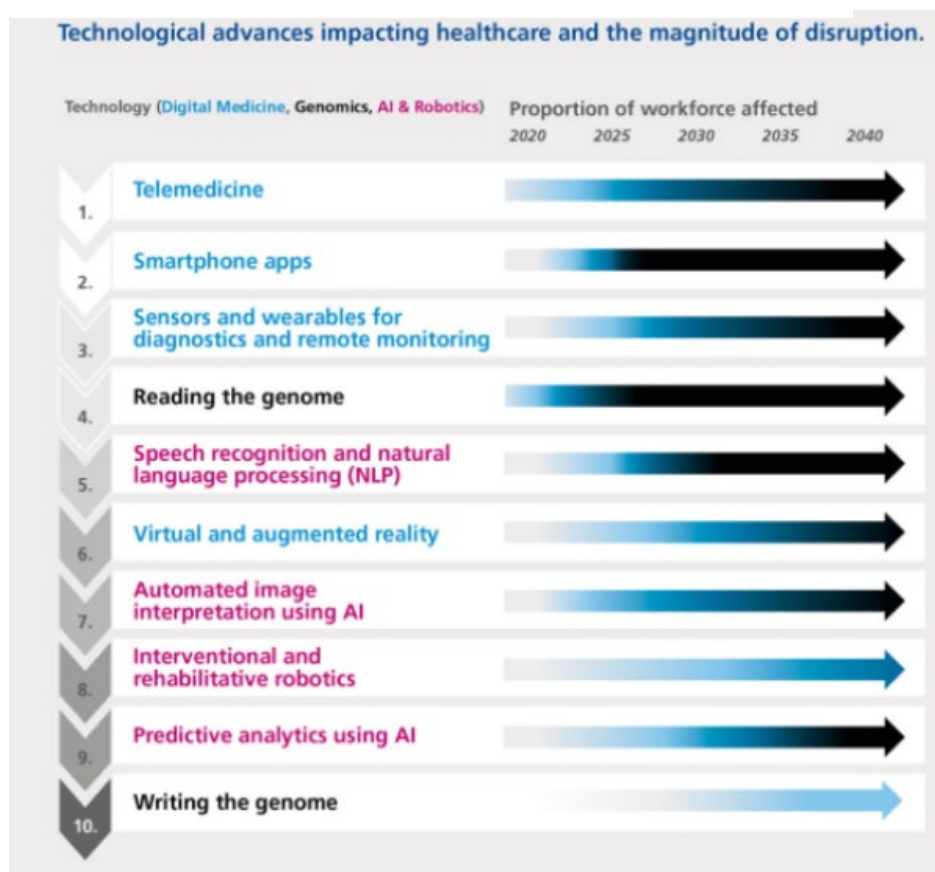 Technological advances impacting healthcare and the magnitude of disruption.
Technology (Digital Medicine, Genomics, AI & Robotics)
Proportion of workforce affected
2020 2025 2030 2035 2040
1.
Telemedicine
2.
Smartphone apps
3.
Sensors and wearables for
diagnostics and remote monitoring
4.
Reading the genome
5.
Speech recognition and natural
language processing (NLP)
6.
Virtual and augmented reality
7.
Automated image
interpretation using AI
8.
Interventional and
rehabilitative robotics
9.
Predictive analytics using AI
10.
Writing the genome